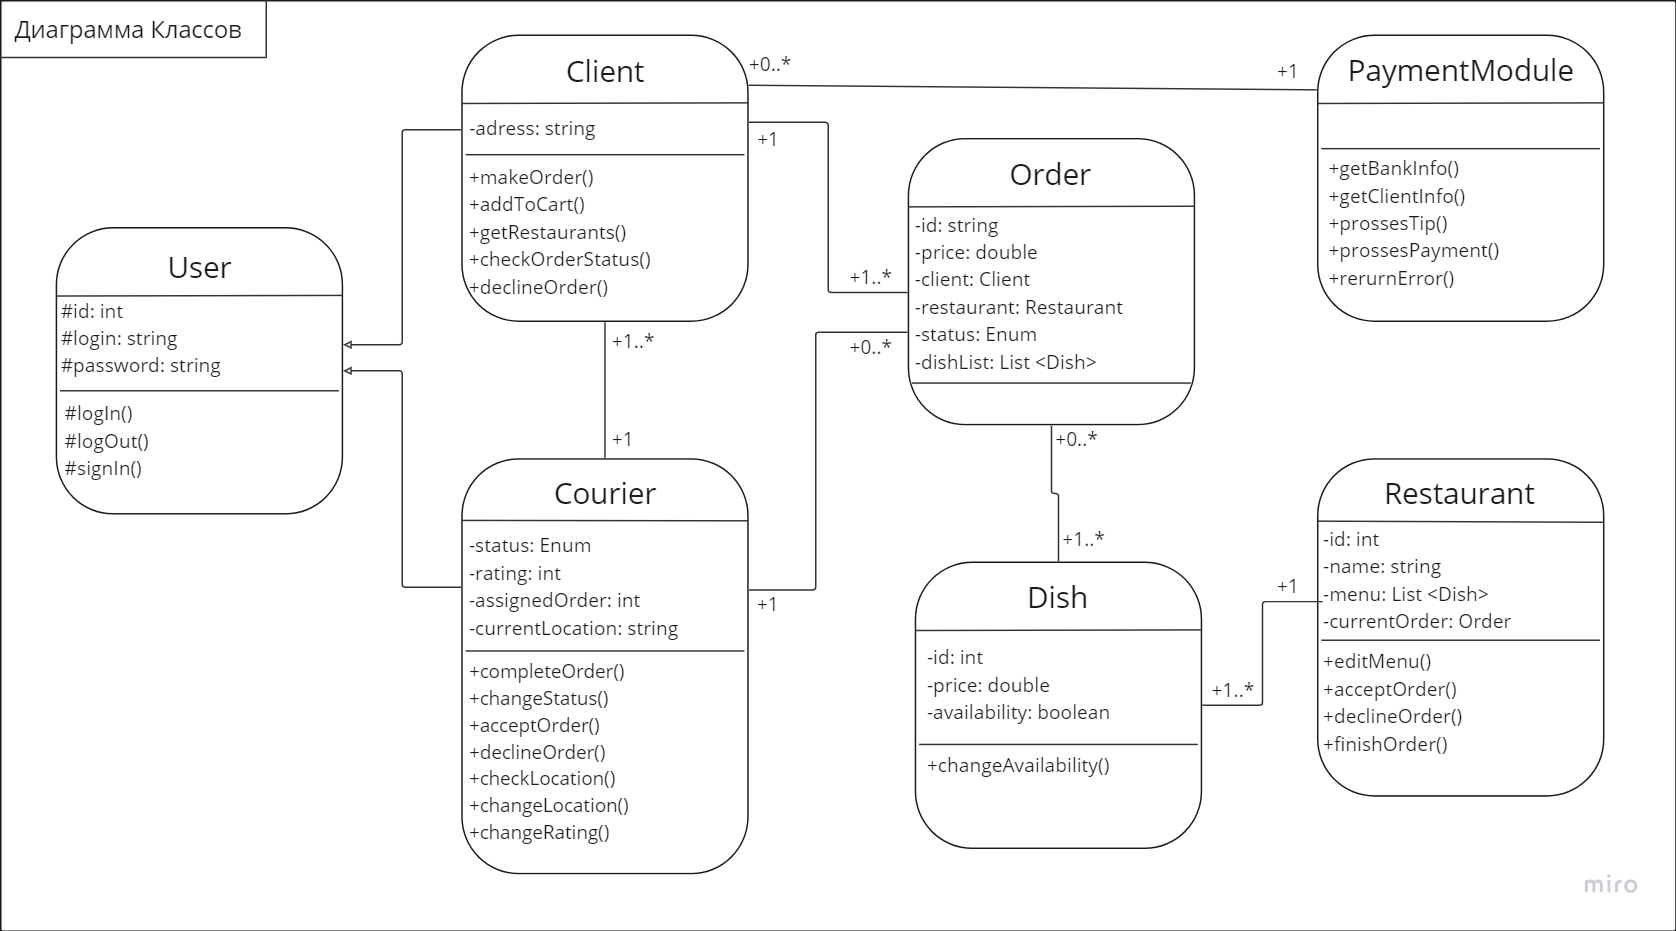 Диаграмма Классов
User
#id: int
#login: string
#password: string
#logIn()
#logOut()
#signIn()
Client
-adress: string
+makeOrder()
+addToCart()
+getRestaurants()
+checkOrderStatus()
+declineOrder()
+0..*
+1
+1
+1..*
+1..*
+1
Courier
-status: Enum
-rating: int
-assignedOrder: int
-currentLocation: string
+completeOrder()
+changeStatus()
+acceptOrder()
+declineOrder()
+checkLocation()
+changeLocation()
+changeRating()
+0..*
+1
Order
-id: string
-price: double
-client: Client
-restaurant: Restaurant
-status: Enum
-dishList: List <Dish>
+0..*
+1..*
Dish
-id: int
-price: double
-availability: boolean
+changeAvailability()
+1
+1..*
PaymentModule
+getBankInfo()
+getClientInfo()
+prossesTip()
+prossesPayment()
+rerurnError()
Restaurant
-id: int
-name: string
-menu: List <Dish>
-currentOrder: Order
+editMenu()
+acceptOrder()
+declineOrder()
+finishOrder()
miro